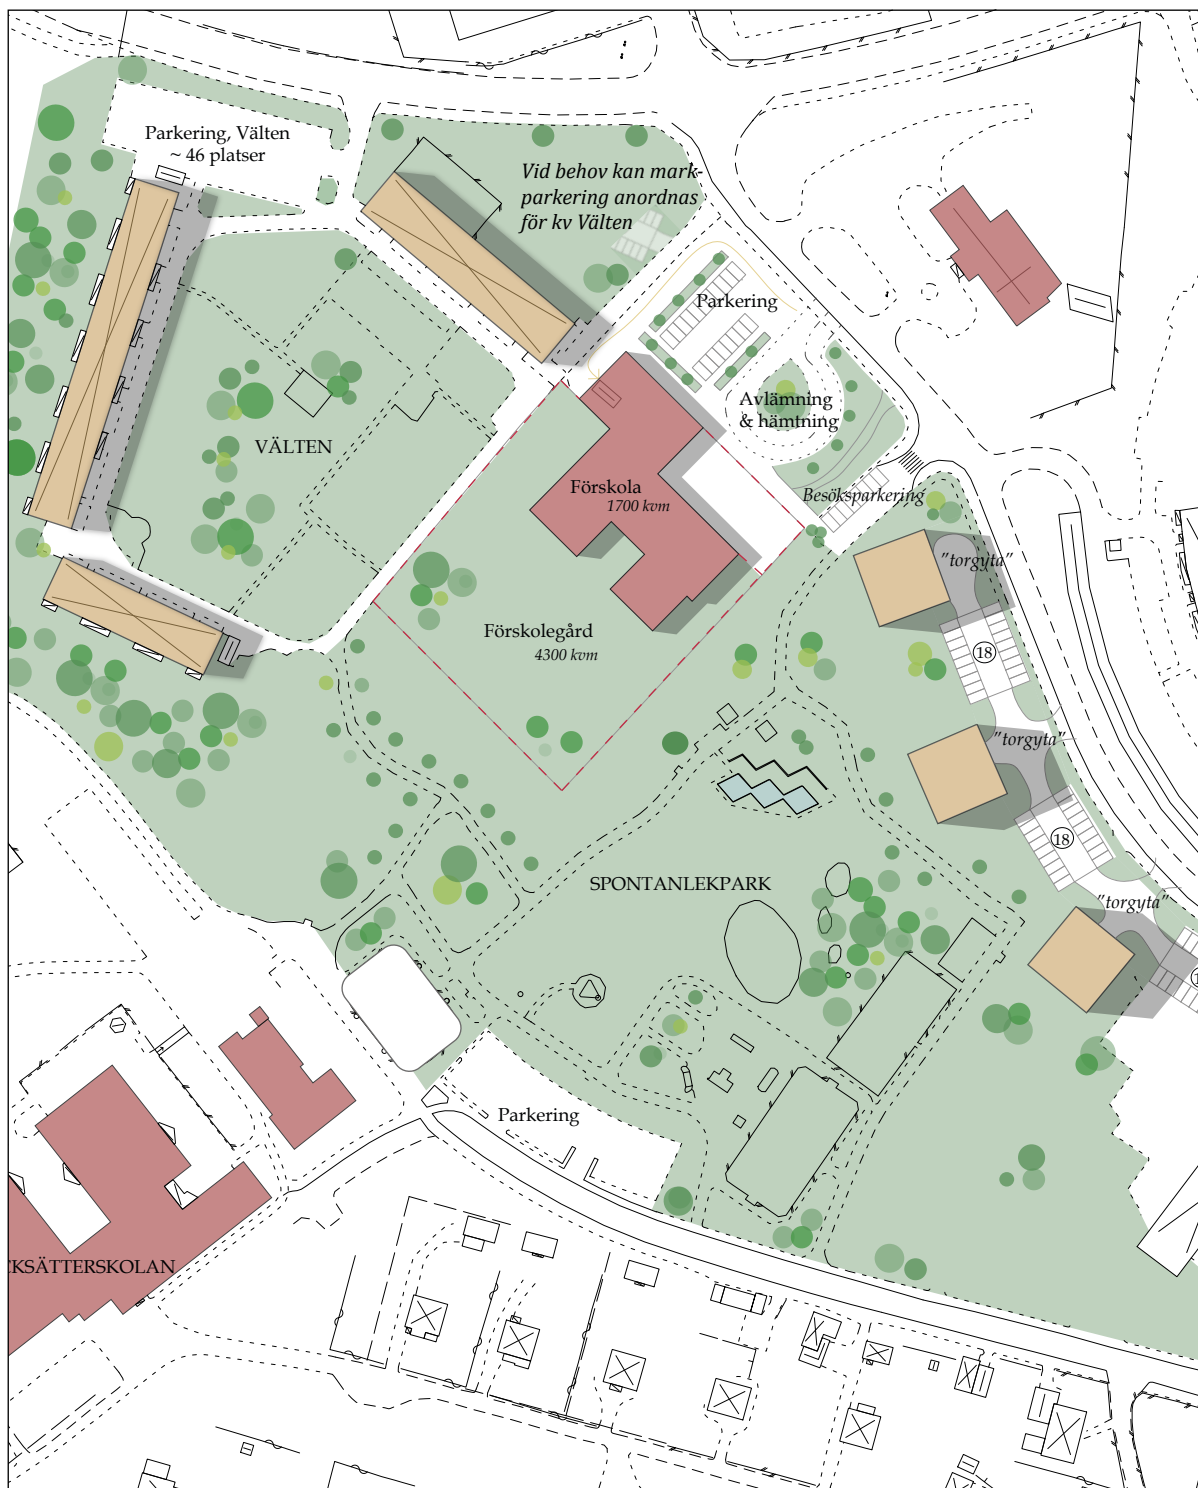 Parkering, Välten
~ 46 platser
Vid behov kan mark-
parkering anordnas
för kv Välten
Parkering
Avlämning
& hämtning
VÄLTEN
Förskola
1700 kvm
Besöksparkering
"torgyta"
18
Förskolegård
4300 kvm
"torgyta"
18
SPONTANLEKPARK
"torgyta"
Parkering
KSÄTTERSKOLAN